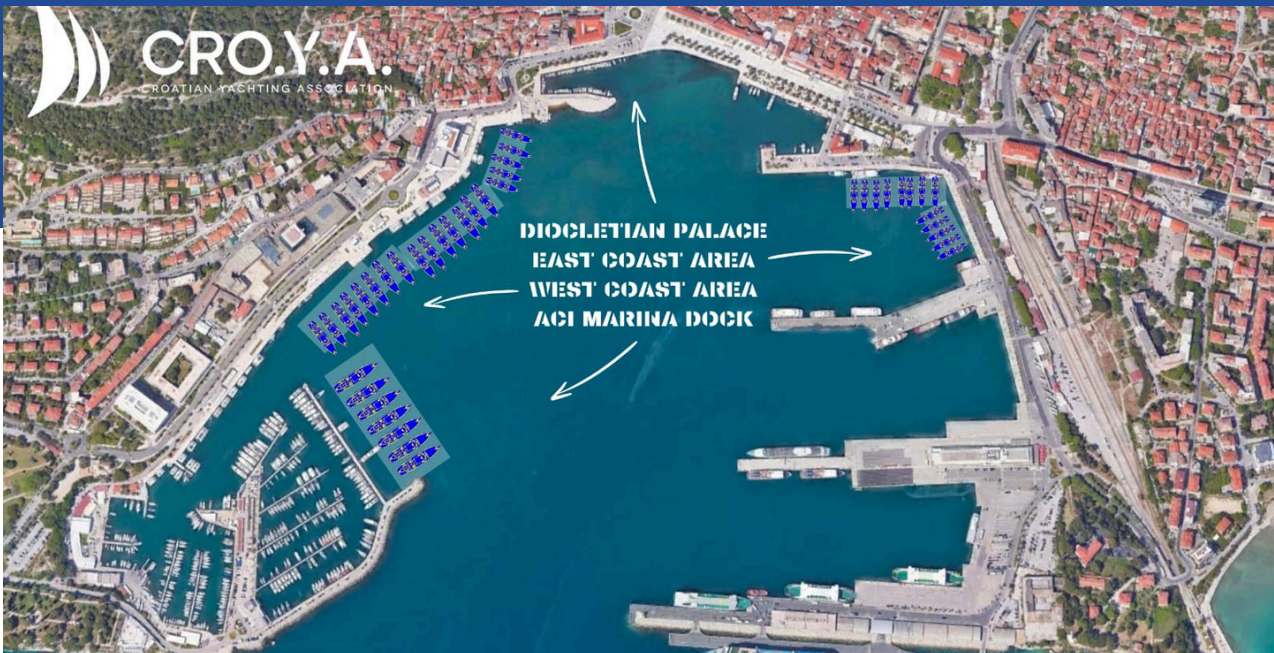 CRO.Y.A.
CROATIAN YACHTING ASSOCIATION
DIOCLETIAN PALACE
EAST COAST AREA
WEST COAST AREA
ACI MARINA DOCK